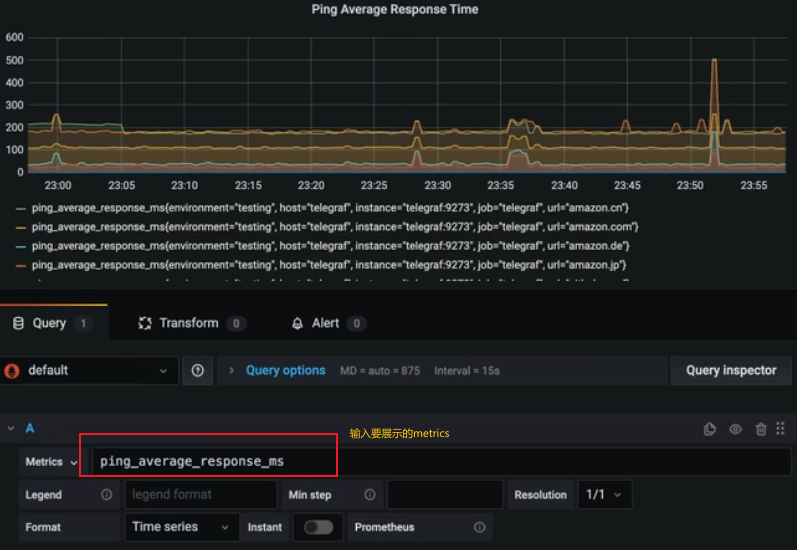 Ping Average Response Time
600
500
400
300
200
100
0
23:00 23:05 23:10 23:15 23:20 23:25 23:30 23:35 23:40 23:45 23:50 23:55
ping_average_response_ms{environment="testing", host="telegraf", instance="telegraf:9273", job="telegraf", url="amazon.cn"}
ping_average_response_ms{environment="testing", host="telegraf", instance="telegraf:9273", job="telegraf", url="amazon.com"}
ping_average_response_ms{environment="testing", host="telegraf", instance="telegraf:9273", job="telegraf", url="amazon.de"}
ping_average_response_ms{environment="testing", host="telegraf", instance="telegraf:9273", job="telegraf", url="amazon.jp"}
Query 1 Transform 0 Alert 0
default Query options MD = auto = 875 Interval = 15s Query inspector
A
输入要展示的metrics
Metrics ping_average_response_ms
Legend legend format Min step Resolution 1/1
Format Time series Instant Prometheus